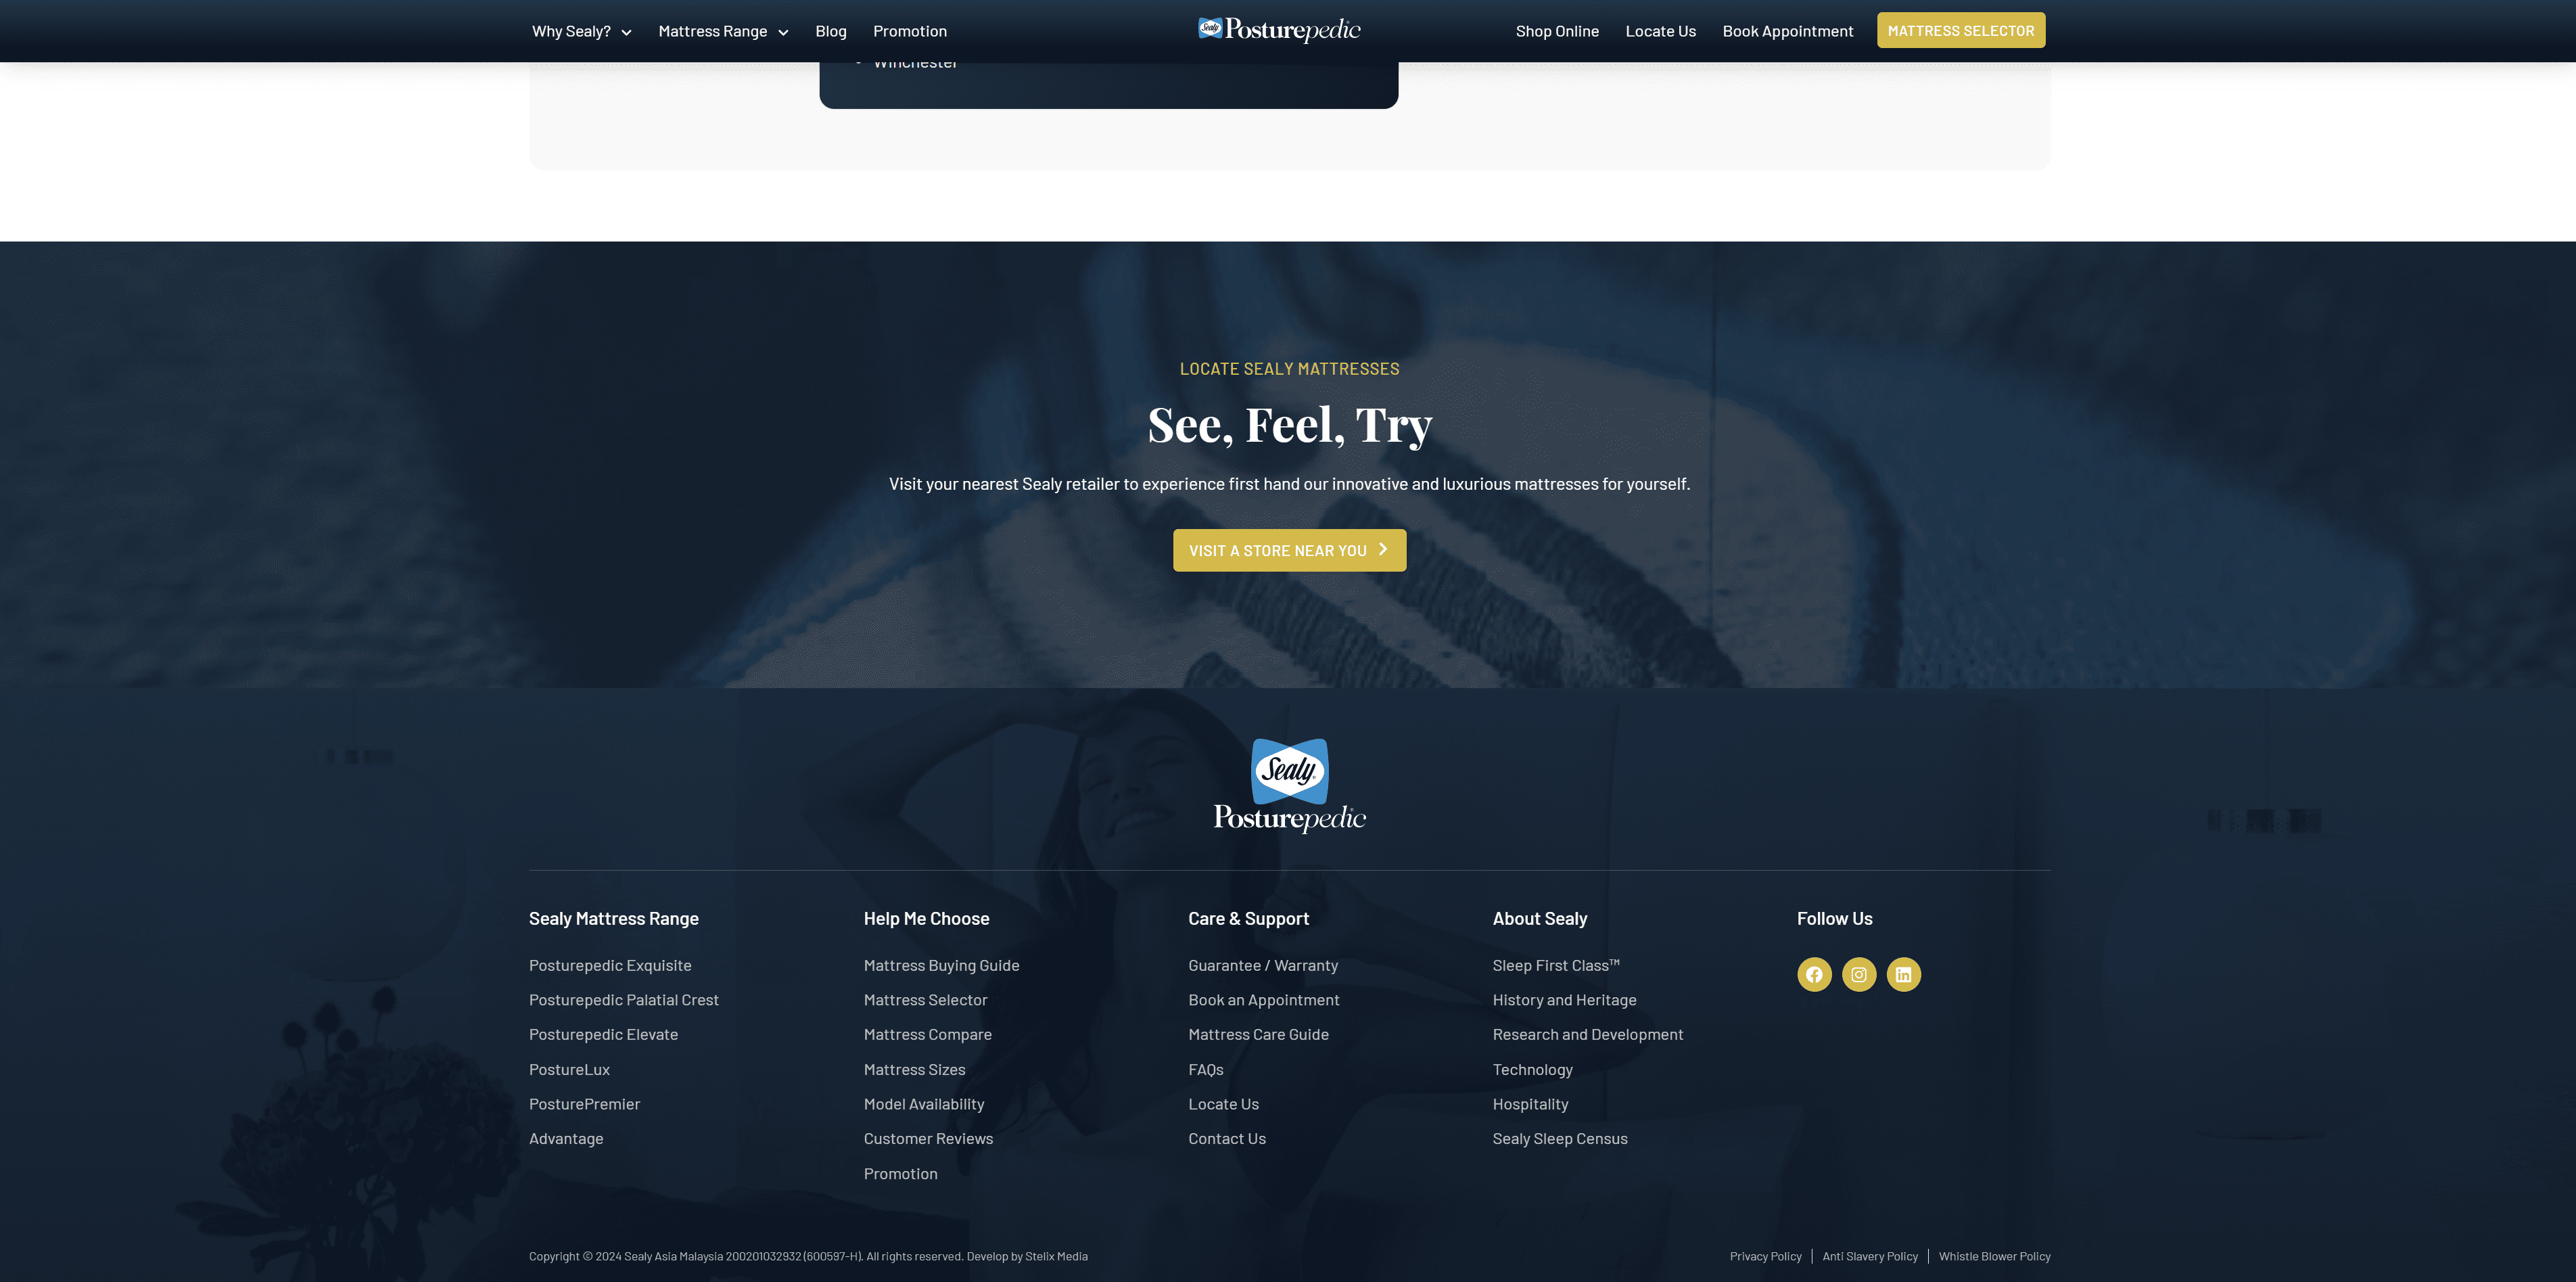 Why Sealy?
Mattress Range
Blog
Promotion
Sealy Posturepedic
Shop Online
Locate Us
Book Appointment
MATTRESS SELECTOR
Winchester
LOCATE SEALY MATTRESSES
See, Feel, Try
Visit your nearest Sealy retailer to experience first hand our innovative and luxurious mattresses for yourself.
VISIT A STORE NEAR YOU
Sealy
Posturepedic
Sealy Mattress Range
Posturepedic Exquisite
Posturepedic Palatial Crest
Posturepedic Elevate
PostureLux
PosturePremier
Advantage
Help Me Choose
Mattress Buying Guide
Mattress Selector
Mattress Compare
Mattress Sizes
Model Availability
Customer Reviews
Promotion
Care & Support
Guarantee / Warranty
Book an Appointment
Mattress Care Guide
FAQs
Locate Us
Contact Us
About Sealy
Sleep First Class™
History and Heritage
Research and Development
Technology
Hospitality
Sealy Sleep Census
Follow Us
Copyright © 2024 Sealy Asia Malaysia 200201032932 (600597-H). All rights reserved. Develop by Stelix Media
Privacy Policy | Anti Slavery Policy | Whistle Blower Policy